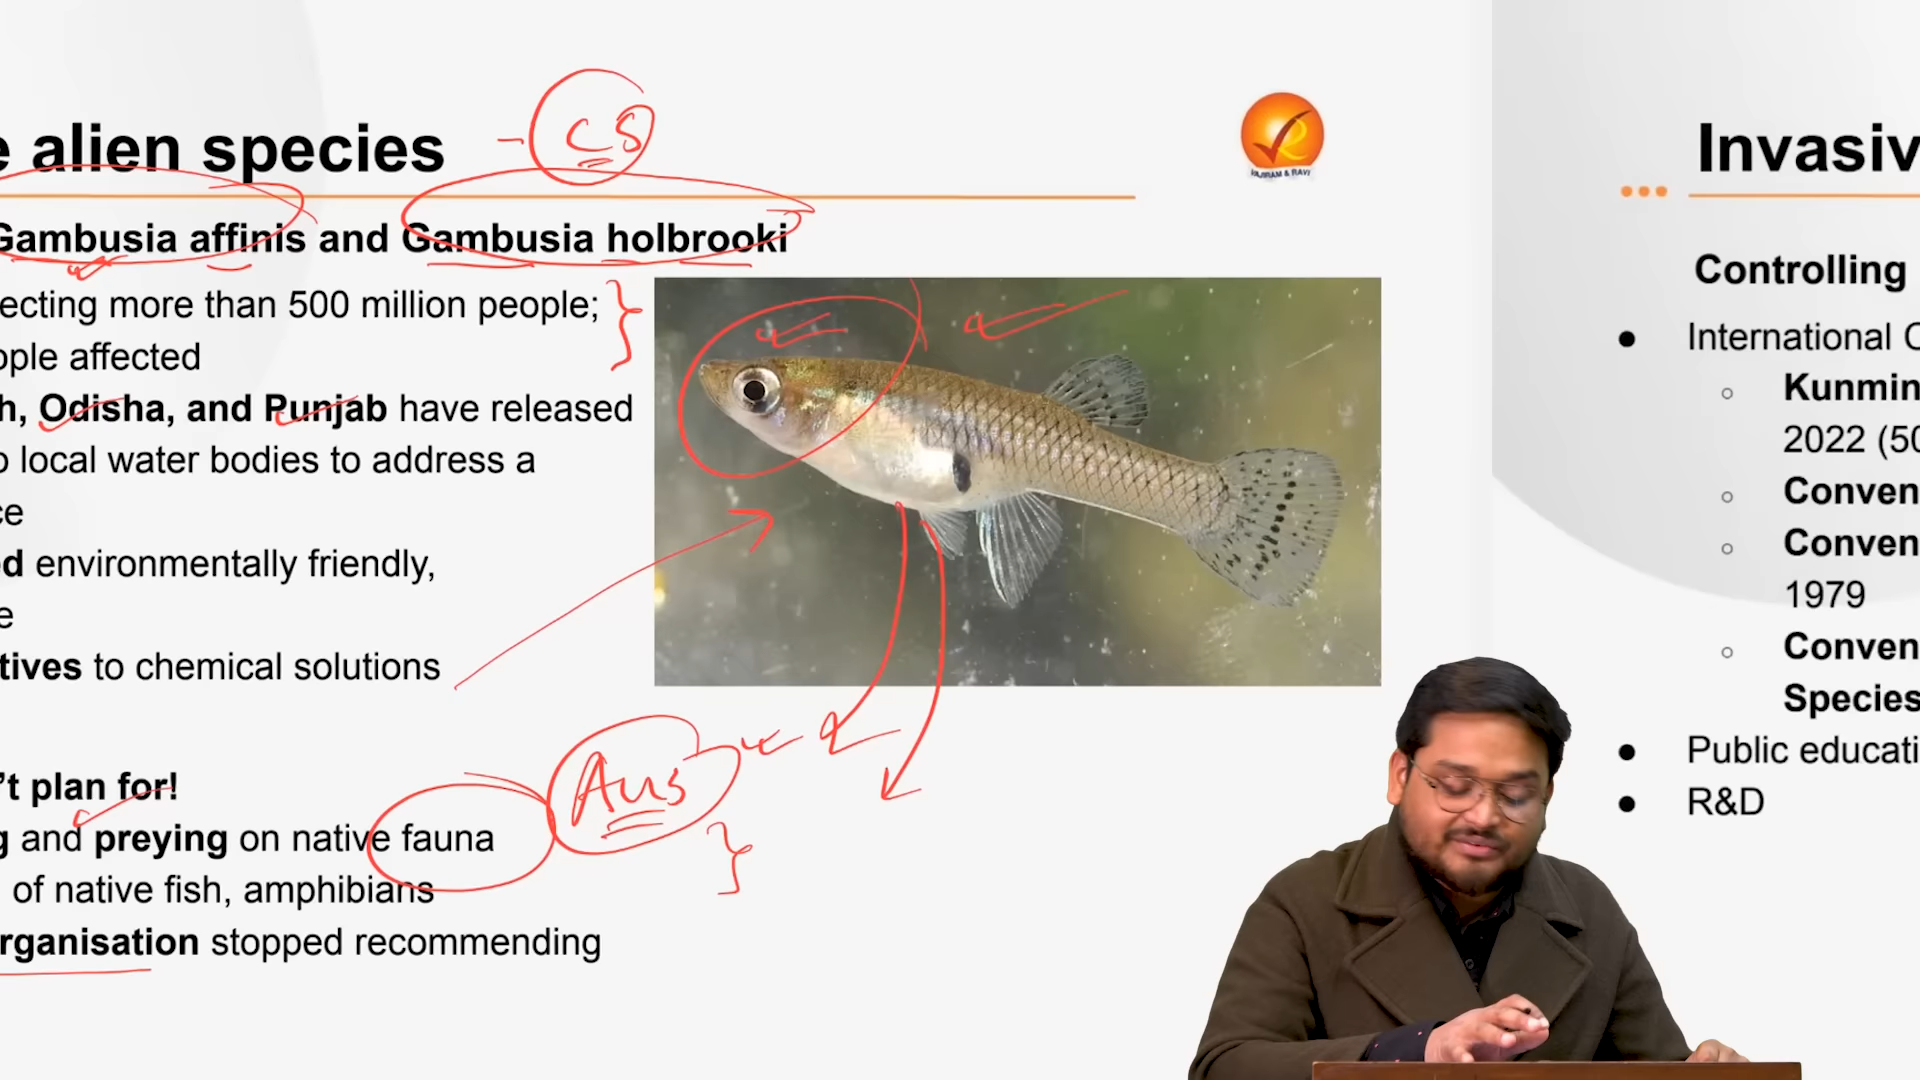 e alien species
- CS
Gambusia affinis and Gambusia holbrooki
ecting more than 500 million people;
ople affected
h, Odisha, and Punjab have released
o local water bodies to address a
ce
d environmentally friendly,
e
tives to chemical solutions
't plan for!
g and preying on native fauna
of native fish, amphibians
rganisation stopped recommending
Aus
VAJIRAM & RAVI
Invasiv
Controlling
International C
Kunmin
2022 (50
Conven
Conven
1979
Conven
Species
Public educati
R&D